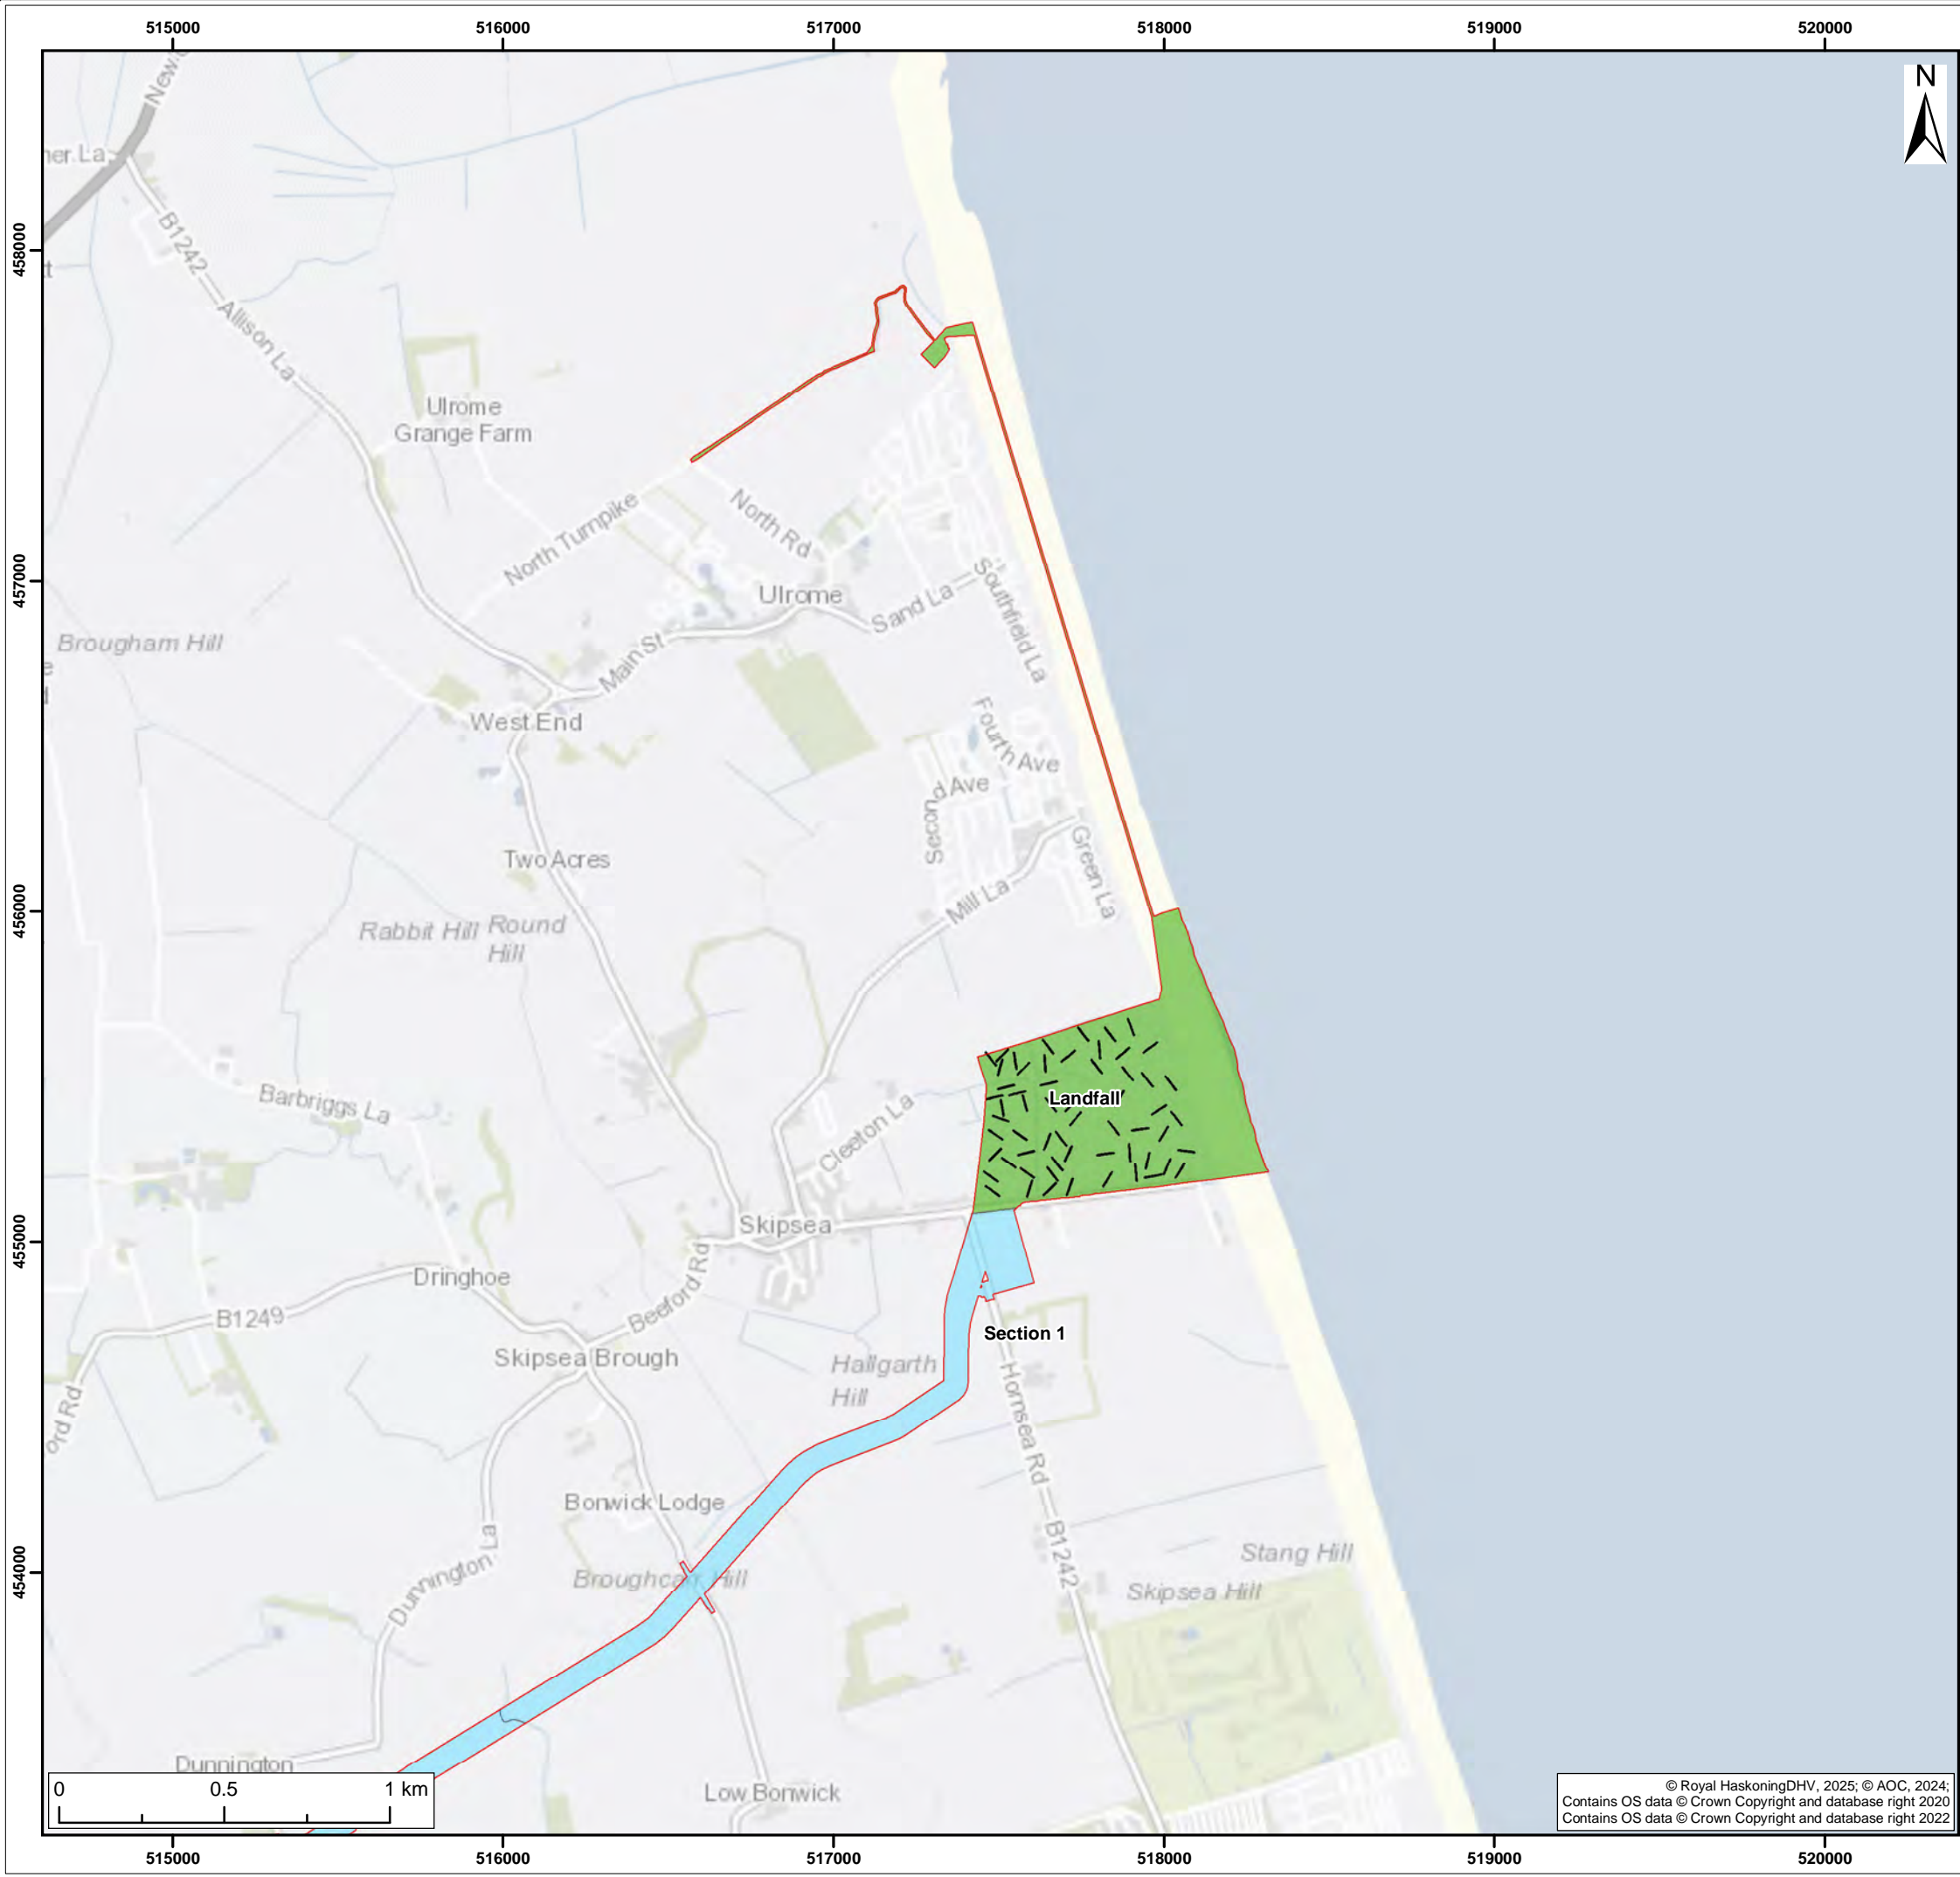 515000
516000
517000
518000
519000
520000
N
458000
457000
456000
455000
454000
B1242
Allison La
Ulrome
Grange Farm
North Turnpike
North Rd
Ulrome
Sand La
Southfield La
Brougham Hill
Main St
West End
Fourth Ave
Second Ave
Two Acres
Green La
Mill La
Rabbit Hill
Round
Hill
Barbriggs La
Landfall
Cleeton La
Skipsea
Dringhoe
B1249
Beeford Rd
Skipsea Brough
Section 1
Hallgarth
Hill
Hornsea Rd
ord Rd
Bonwick Lodge
B1242
Dunnington La
Broughcarr Hill
Stang Hill
Skipsea Hill
Dunnington
Low Bonwick
0 0.5 1 km
© Royal HaskoningDHV, 2025; © AOC, 2024;
Contains OS data © Crown Copyright and database right 2020
Contains OS data © Crown Copyright and database right 2022
515000
516000
517000
518000
519000
520000